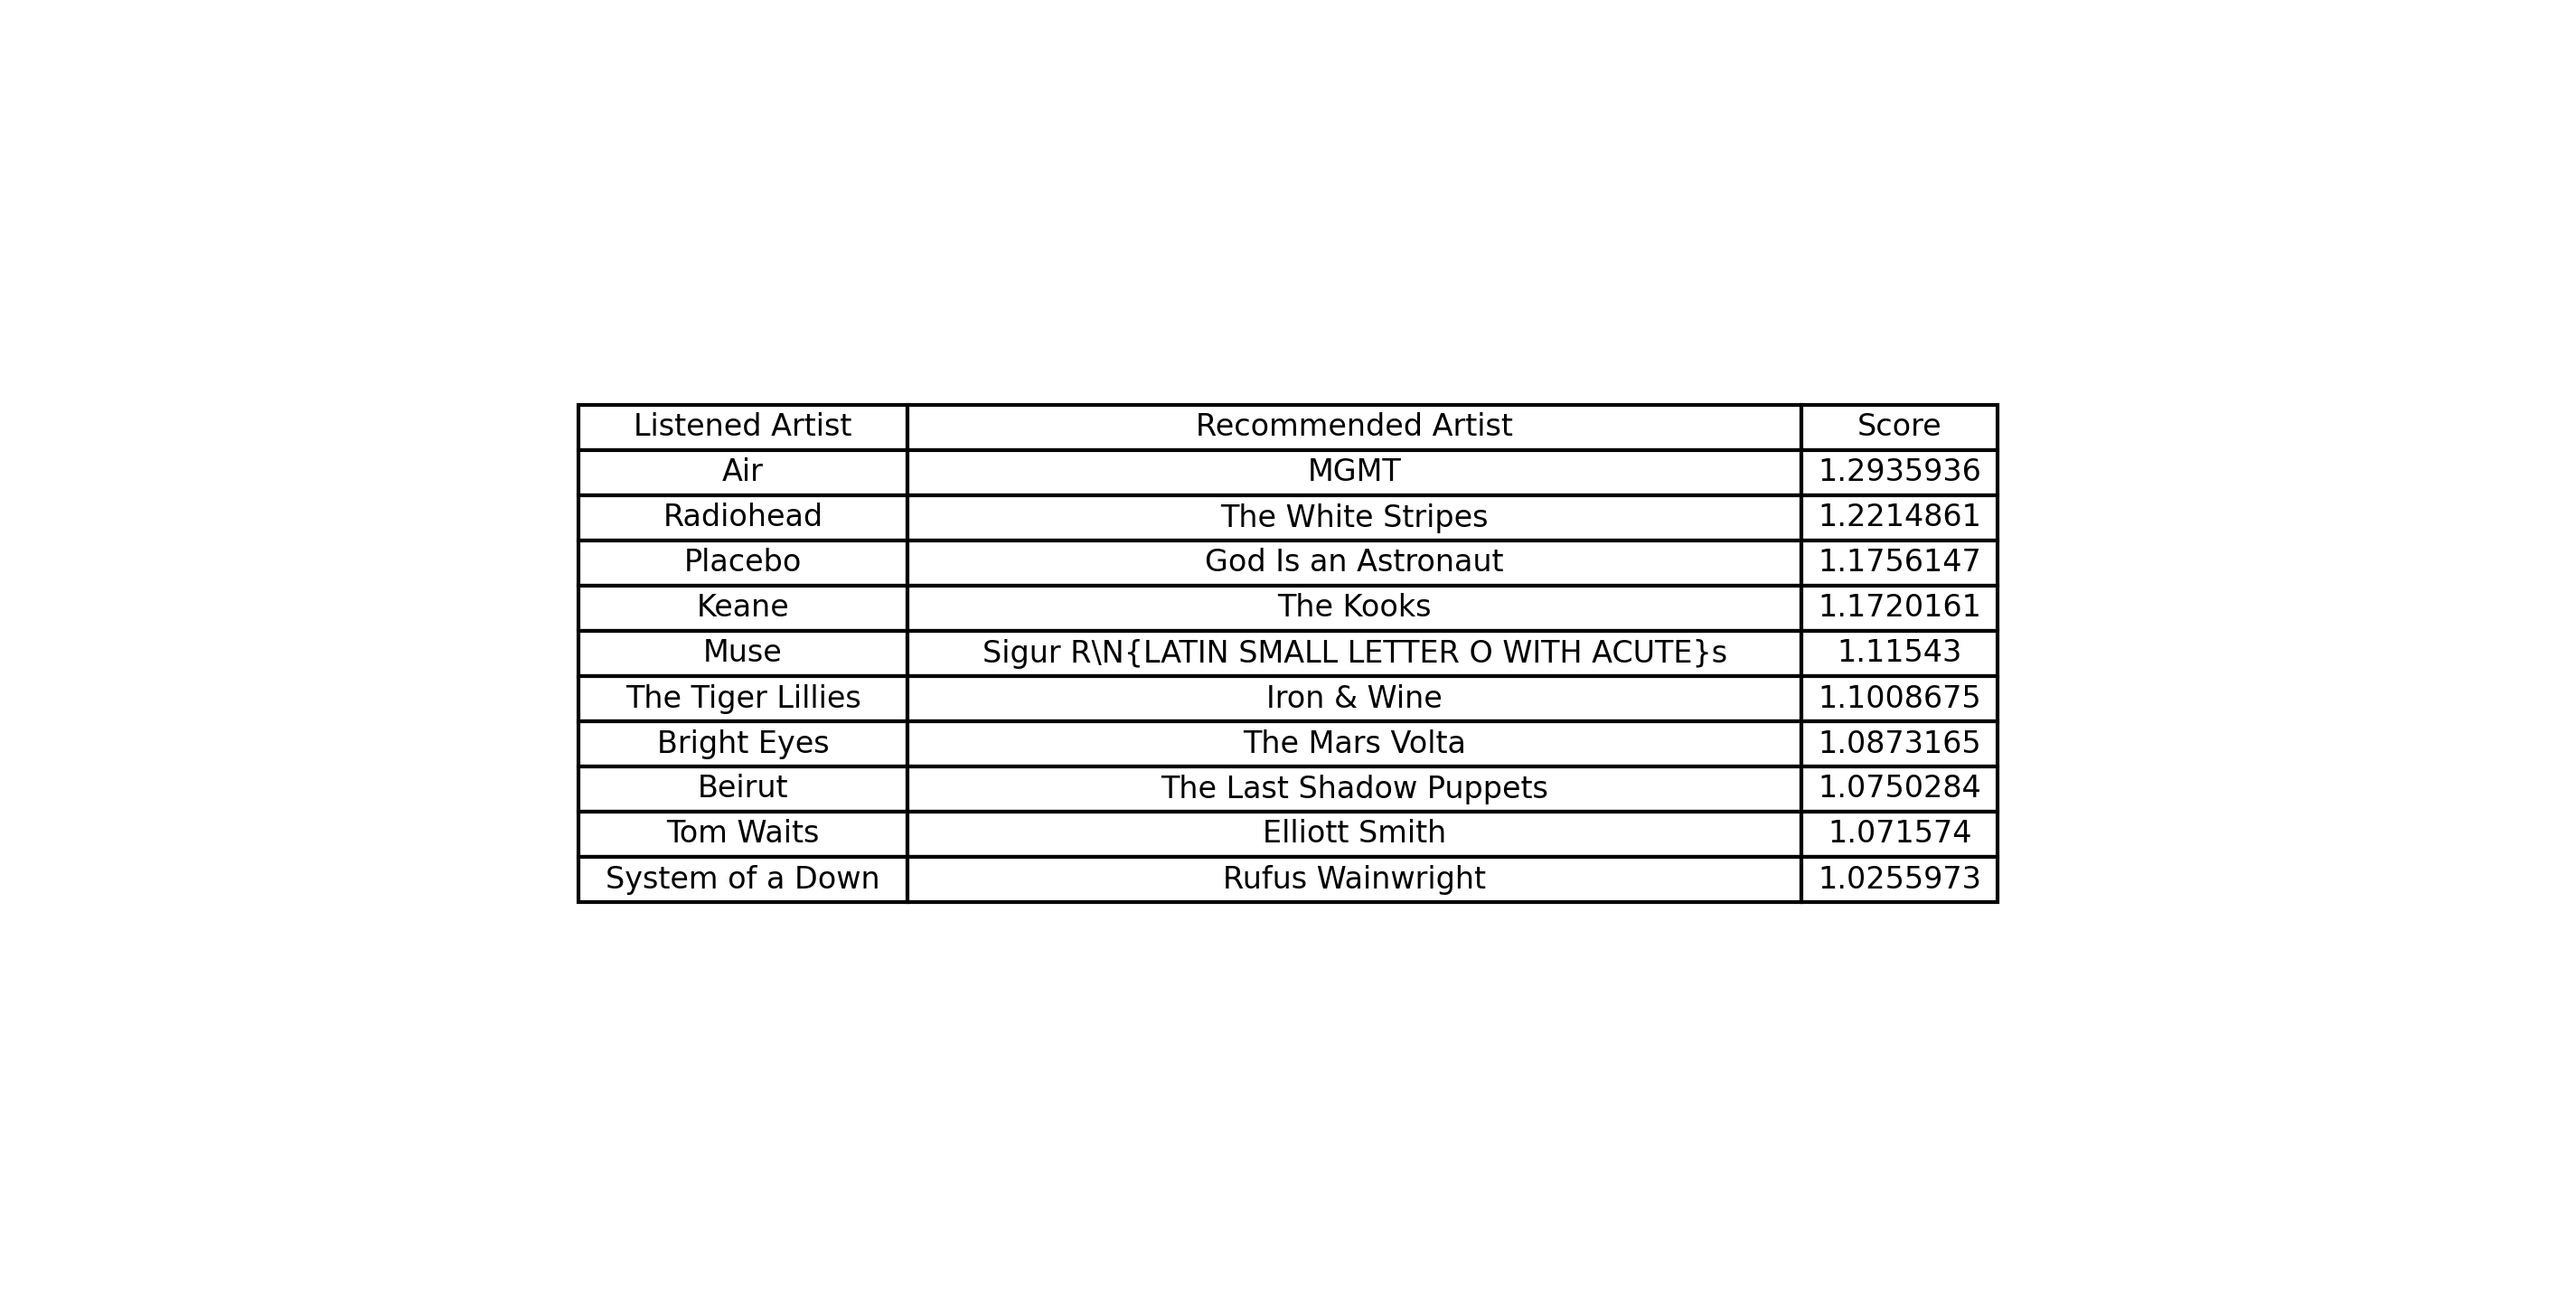 Listened Artist Recommended Artist Score
Air MGMT 1.2935936
Radiohead The White Stripes 1.2214861
Placebo God Is an Astronaut 1.1756147
Keane The Kooks 1.1720161
Muse Sigur R\N{LATIN SMALL LETTER O WITH ACUTE}s 1.11543
The Tiger Lillies Iron & Wine 1.1008675
Bright Eyes The Mars Volta 1.0873165
Beirut The Last Shadow Puppets 1.0750284
Tom Waits Elliott Smith 1.071574
System of a Down Rufus Wainwright 1.0255973